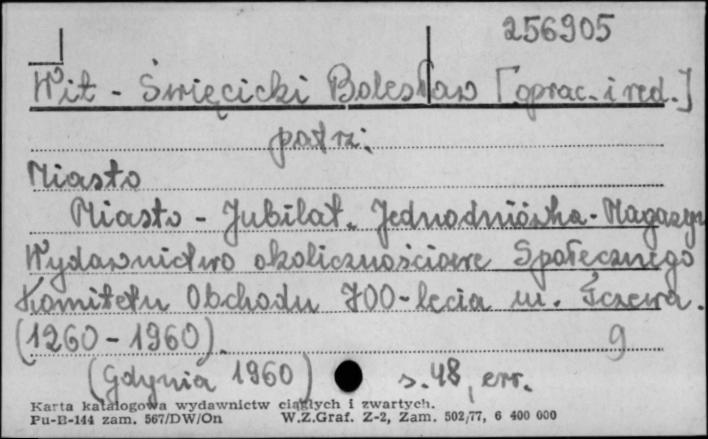 256905
Wit - Święcicki Bolesław [oprac. i red.]
patrz:
Miasto
Miasto - Jubilat. Jednodniówka - Magazyn
Wydawnictwo okolicznościowe Społecznego
Komitetu Obchodu 700-lecia m. Tczewa.
(1260-1960). 9
(Gdynia 1960) s. 48, err.
Karta katalogowa wydawnictw ciągłych i zwartych.
Pu-B-144 zam. 567/DW/On W.Z.Graf. Z-2, Zam. 502/77, 6 400 000